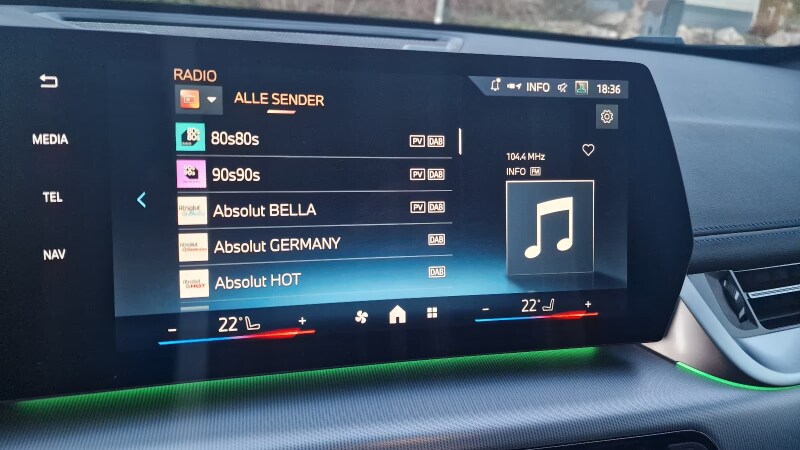 RADIO
ALLE SENDER
INFO
18:36
MEDIA
TEL
NAV
80s80s PV DAB
90s90s PV DAB
Absolut BELLA PV DAB
Absolut GERMANY DAB
Absolut HOT DAB
104.4 MHz
INFO FM
- 22° +
- 22° +